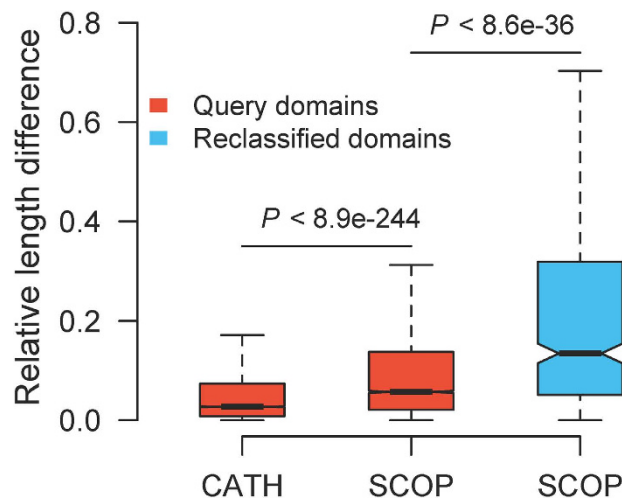 Relative length difference
0.8
0.6
0.4
0.2
0.0
P < 8.6e-36
Query domains
Reclassified domains
P < 8.9e-244
CATH
SCOP
SCOP